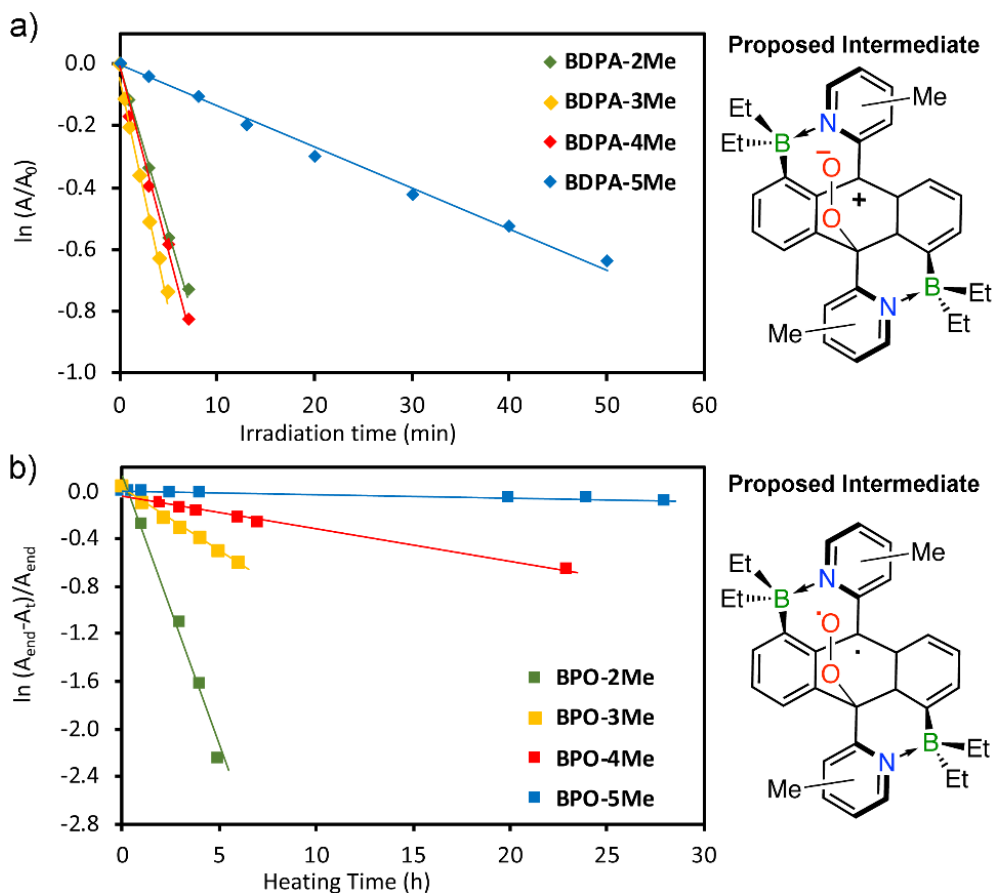 a)
ln (A/A₀)
0.0
-0.2
-0.4
-0.6
-0.8
-1.0
0 10 20 30 40 50 60
Irradiation time (min)
BDPA-2Me
BDPA-3Me
BDPA-4Me
BDPA-5Me
Proposed Intermediate
Et
Et
B
N
Me
−
O
O
+
B
Et
Et
N
Me
b)
ln (Aend-At)/Aend
0.0
-0.4
-0.8
-1.2
-1.6
-2.0
-2.4
-2.8
0 5 10 15 20 25 30
Heating Time (h)
BPO-2Me
BPO-3Me
BPO-4Me
BPO-5Me
Proposed Intermediate
Et
Et
B
N
Me
·O
O
·
B
Et
Et
N
Me